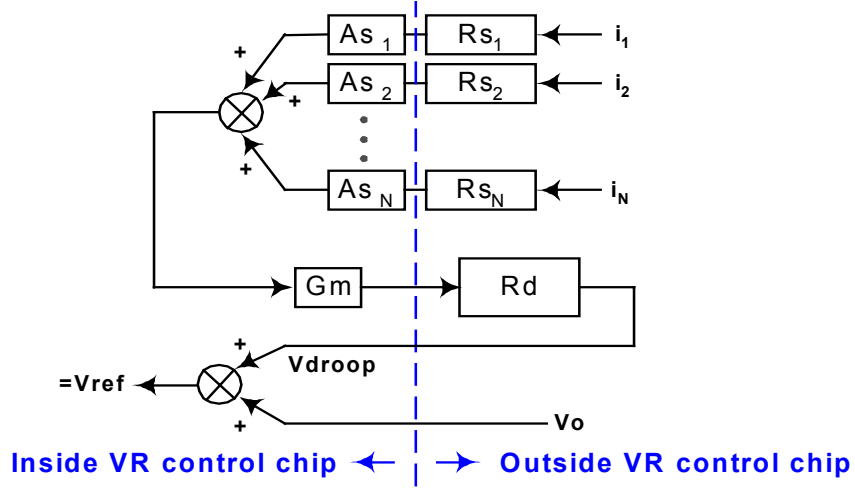 As 1 Rs1 i1
As 2 Rs2 i2
As N RsN iN
+
+
+
Gm Rd
+
Vdroop
=Vref
+
Vo
Inside VR control chip Outside VR control chip